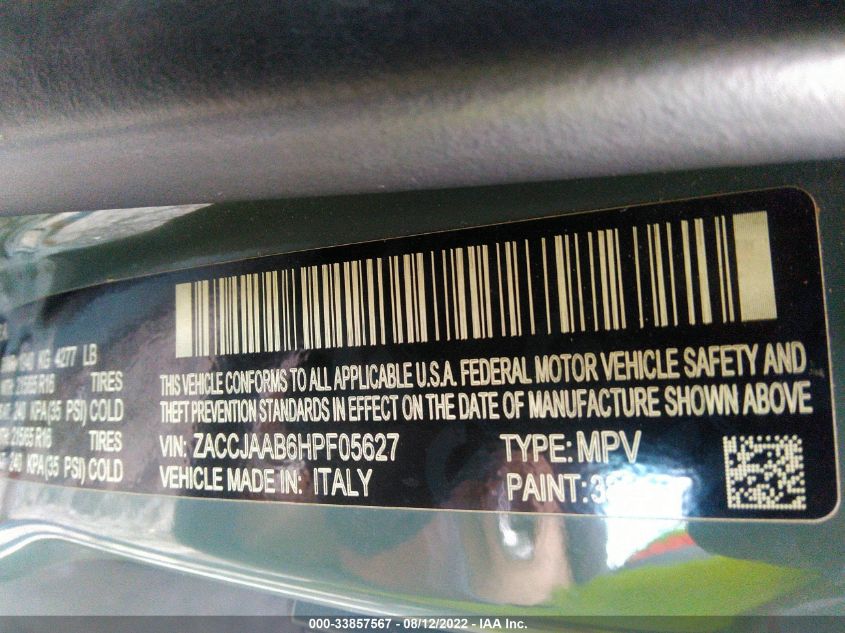 KG 4277 LB
TIRES
KPA(35 PSI) COLD
TIRES
KPA(35 PSI) COLD
THIS VEHICLE CONFORMS TO ALL APPLICABLE U.S.A. FEDERAL MOTOR VEHICLE SAFETY AND
THEFT PREVENTION STANDARDS IN EFFECT ON THE DATE OF MANUFACTURE SHOWN ABOVE
VIN: ZACCJAAB6HPF05627 TYPE: MPV
VEHICLE MADE IN: ITALY PAINT:
000-33857567 - 08/12/2022 - IAA Inc.